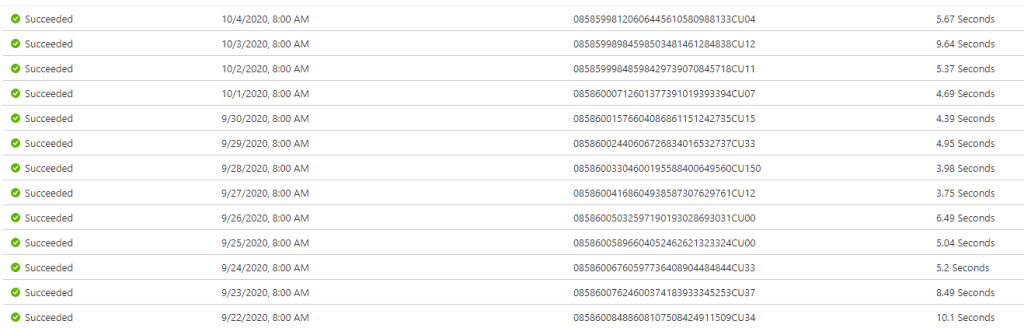 Succeeded 10/4/2020, 8:00 AM 08585998120606445610580988133CU04 5.67 Seconds
Succeeded 10/3/2020, 8:00 AM 08585998984598503481461284838CU12 9.64 Seconds
Succeeded 10/2/2020, 8:00 AM 08585999848598429739070845718CU11 5.37 Seconds
Succeeded 10/1/2020, 8:00 AM 08586000712601377391019393394CU07 4.69 Seconds
Succeeded 9/30/2020, 8:00 AM 08586001576604086861151242735CU15 4.39 Seconds
Succeeded 9/29/2020, 8:00 AM 08586002440606726834016532737CU33 4.95 Seconds
Succeeded 9/28/2020, 8:00 AM 08586003304600195588400649560CU150 3.98 Seconds
Succeeded 9/27/2020, 8:00 AM 08586004168604938587307629761CU12 3.75 Seconds
Succeeded 9/26/2020, 8:00 AM 08586005032597190193028693031CU00 6.49 Seconds
Succeeded 9/25/2020, 8:00 AM 08586005896604052462621323324CU00 5.04 Seconds
Succeeded 9/24/2020, 8:00 AM 08586006760597736408904484844CU33 5.2 Seconds
Succeeded 9/23/2020, 8:00 AM 08586007624600374183933345253CU37 8.49 Seconds
Succeeded 9/22/2020, 8:00 AM 08586008488608107508424911509CU34 10.1 Seconds